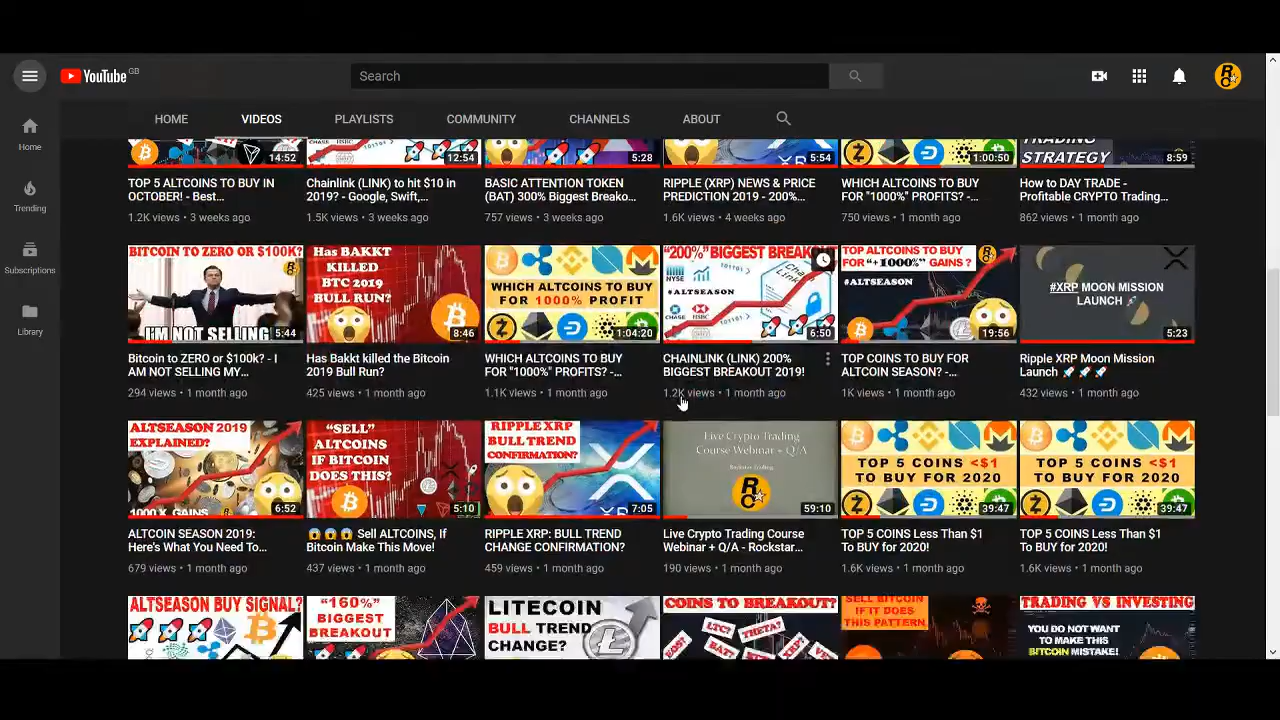 YouTube GB
Search
HOME
VIDEOS
PLAYLISTS
COMMUNITY
CHANNELS
ABOUT
Home
Trending
Subscriptions
Library
14:52
12:54
5:28
5:54
1:00:50
STRATEGY
8:59
TOP 5 ALTCOINS TO BUY IN
OCTOBER! - Best...
1.2K views • 3 weeks ago
Chainlink (LINK) to hit $10 in
2019? - Google, Swift,...
1.5K views • 3 weeks ago
BASIC ATTENTION TOKEN
(BAT) 300% Biggest Breako...
757 views • 3 weeks ago
RIPPLE (XRP) NEWS & PRICE
PREDICTION 2019 - 200%...
1.6K views • 4 weeks ago
WHICH ALTCOINS TO BUY
FOR "1000%" PROFITS? -...
750 views • 1 month ago
How to DAY TRADE -
Profitable CRYPTO Trading...
862 views • 1 month ago
BITCOIN TO ZERO OR $100K?
I'M NOT SELLING
5:44
Has BAKKT
KILLED
BTC 2019
BULL RUN?
8:46
WHICH ALTCOINS TO BUY
FOR 1000% PROFIT
1:04:20
"200%" BIGGEST BREAKO
NYSE
#ALTSEASON
CHASE
HSBC
6:50
TOP ALTCOINS TO BUY
FOR "+1000%" GAINS ?
#ALTSEASON
19:56
#XRP MOON MISSION
LAUNCH
5:23
Bitcoin to ZERO or $100k? - I
AM NOT SELLING MY...
294 views • 1 month ago
Has Bakkt killed the Bitcoin
2019 Bull Run?
425 views • 1 month ago
WHICH ALTCOINS TO BUY
FOR "1000%" PROFITS? -...
1.1K views • 1 month ago
CHAINLINK (LINK) 200%
BIGGEST BREAKOUT 2019!
1.2K views • 1 month ago
TOP COINS TO BUY FOR
ALTCOIN SEASON? -...
1K views • 1 month ago
Ripple XRP Moon Mission
Launch 🚀🚀🚀
432 views • 1 month ago
ALTSEASON 2019
EXPLAINED?
1000X GAINS
6:52
"SELL"
ALTCOINS
IF BITCOIN
DOES THIS?
5:10
RIPPLE XRP
BULL TREND
CONFIRMATION?
7:05
Live Crypto Trading
Course Webinar + Q/A
59:10
TOP 5 COINS <$1
TO BUY FOR 2020
39:47
TOP 5 COINS <$1
TO BUY FOR 2020
39:47
ALTCOIN SEASON 2019:
Here's What You Need To...
679 views • 1 month ago
😱😱😱 Sell ALTCOINS, If
Bitcoin Make This Move!
437 views • 1 month ago
RIPPLE XRP: BULL TREND
CHANGE CONFIRMATION?
459 views • 1 month ago
Live Crypto Trading Course
Webinar + Q/A - Rockstar...
190 views • 1 month ago
TOP 5 COINS Less Than $1
To BUY for 2020!
1.6K views • 1 month ago
TOP 5 COINS Less Than $1
To BUY for 2020!
1.6K views • 1 month ago
ALTSEASON BUY SIGNAL?
"160%"
BIGGEST
BREAKOUT
LITECOIN
BULL TREND
CHANGE?
COINS TO BREAKOUT?
LTC?
THETA?
EOS?
BAT?
XRP?
SELL BITCOIN
IF IT DOES
THIS PATTERN
TRADING VS INVESTING
YOU DO NOT
WANT TO
MAKE THIS
BITCOIN MISTAKE!